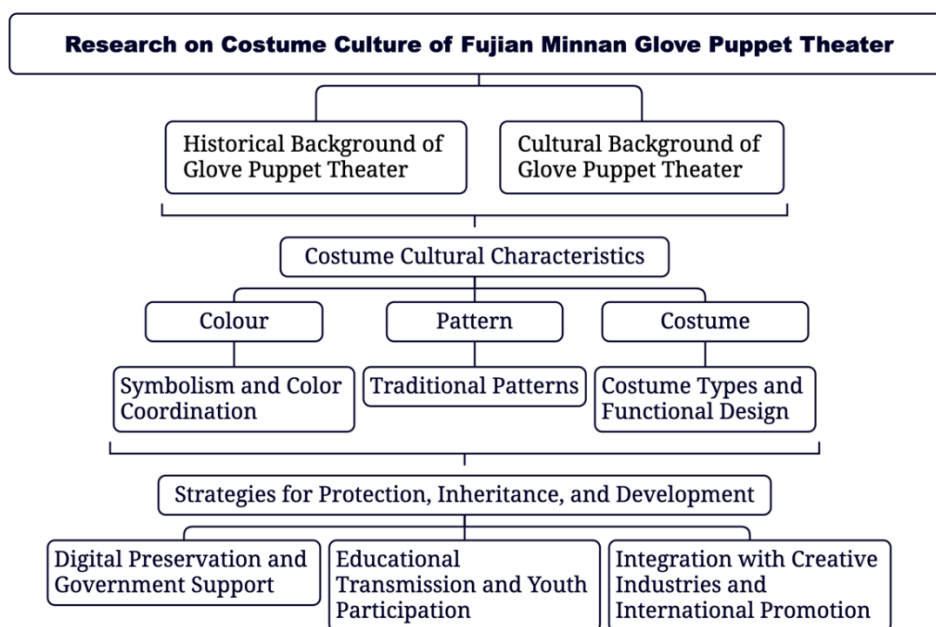 Research on Costume Culture of Fujian Minnan Glove Puppet Theater
Historical Background of
Glove Puppet Theater
Cultural Background of
Glove Puppet Theater
Costume Cultural Characteristics
Colour
Pattern
Costume
Symbolism and Color
Coordination
Traditional Patterns
Costume Types and
Functional Design
Strategies for Protection, Inheritance, and Development
Digital Preservation and
Government Support
Educational
Transmission and Youth
Participation
Integration with Creative
Industries and
International Promotion